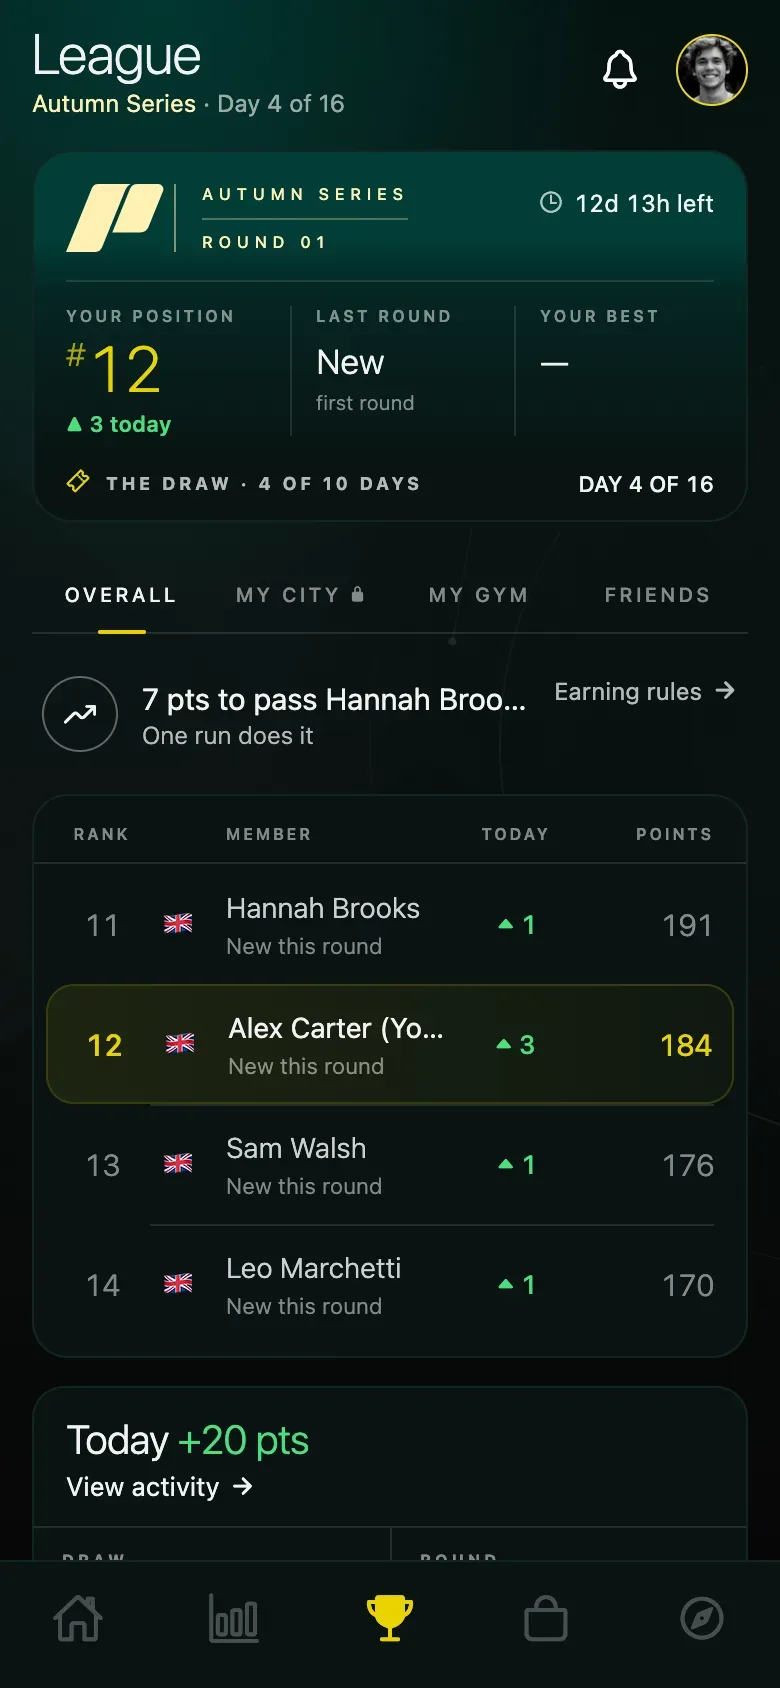 League
Autumn Series · Day 4 of 16
AUTUMN SERIES
ROUND 01
12d 13h left
YOUR POSITION
#12
▲ 3 today
LAST ROUND
New
first round
YOUR BEST
—
THE DRAW · 4 OF 10 DAYS
DAY 4 OF 16
OVERALL MY CITY MY GYM FRIENDS
7 pts to pass Hannah Broo...
One run does it
Earning rules →
RANK MEMBER TODAY POINTS
11 Hannah Brooks ▲ 1 191
New this round
12 Alex Carter (Yo... ▲ 3 184
New this round
13 Sam Walsh ▲ 1 176
New this round
14 Leo Marchetti ▲ 1 170
New this round
Today +20 pts
View activity →
DRAW ROUND